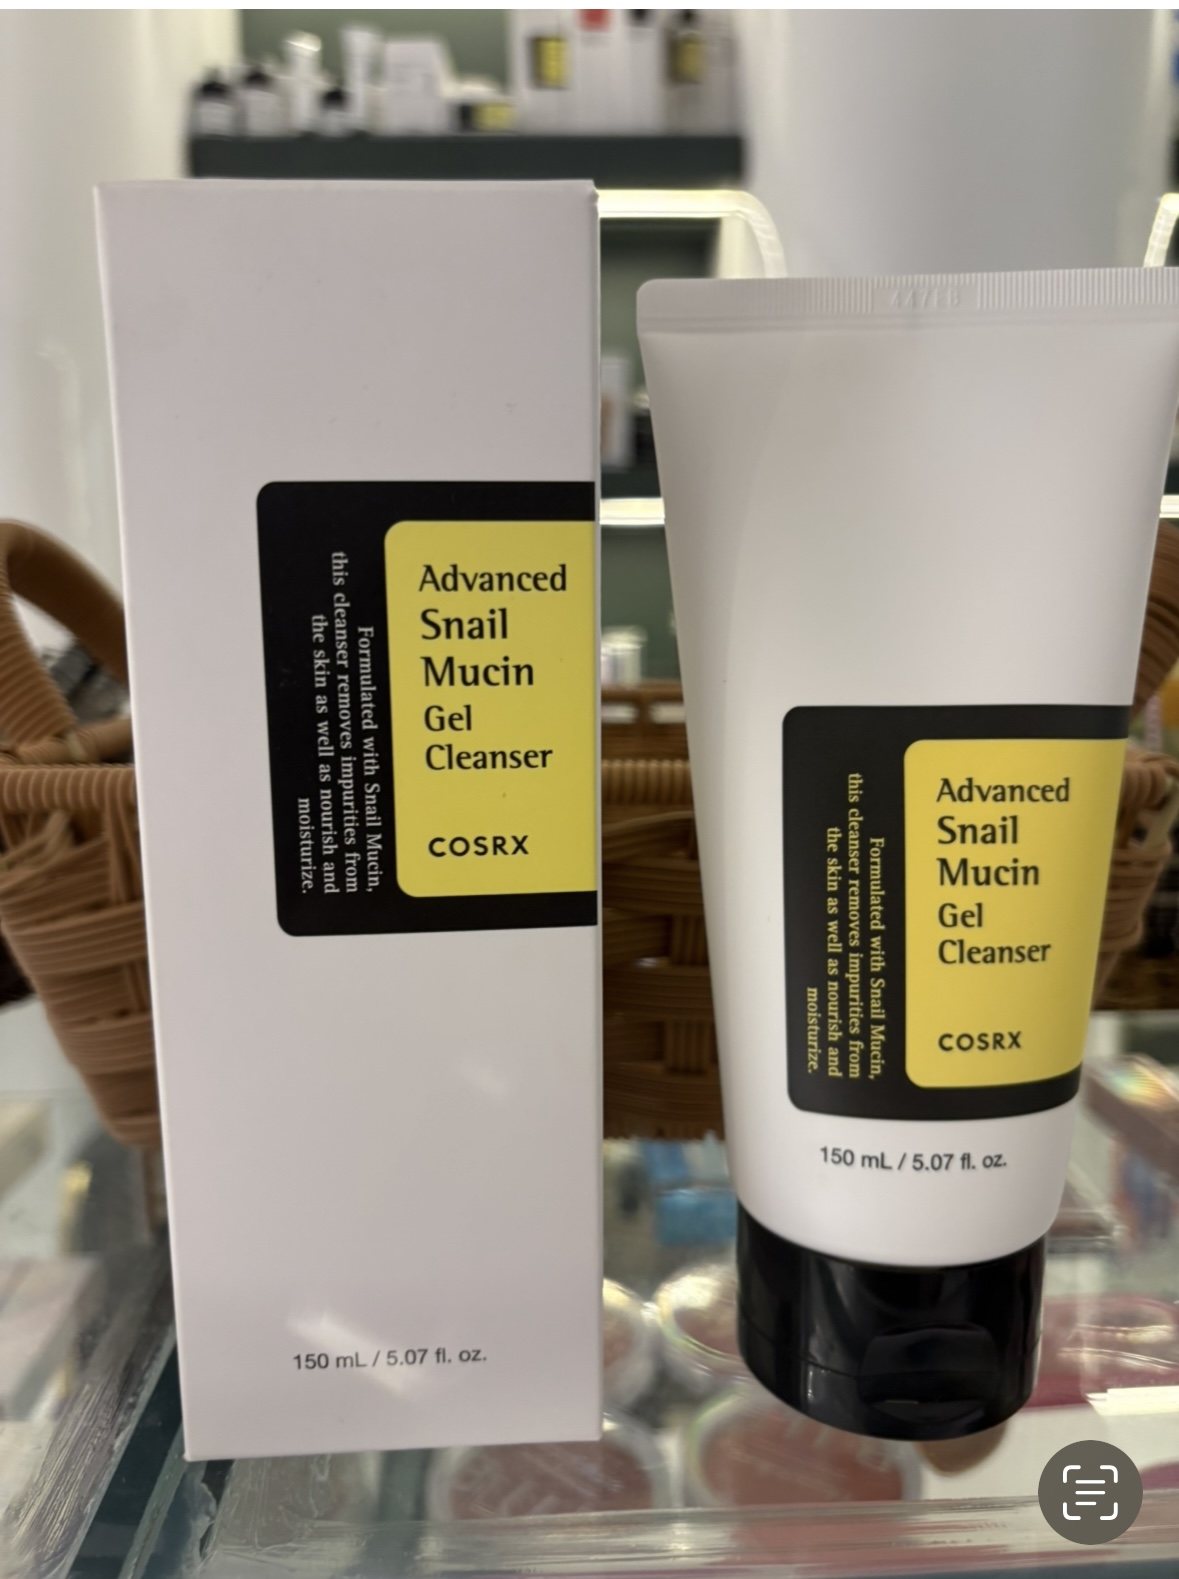 Advanced
Snail
Mucin
Gel
Cleanser
COSRX
Formulated with Snail Mucin,
this cleanser removes impurities from
the skin as well as nourish and
moisturize.
150 mL / 5.07 fl. oz.
Advanced
Snail
Mucin
Gel
Cleanser
COSRX
Formulated with Snail Mucin,
this cleanser removes impurities from
the skin as well as nourish and
moisturize.
150 mL / 5.07 fl. oz.